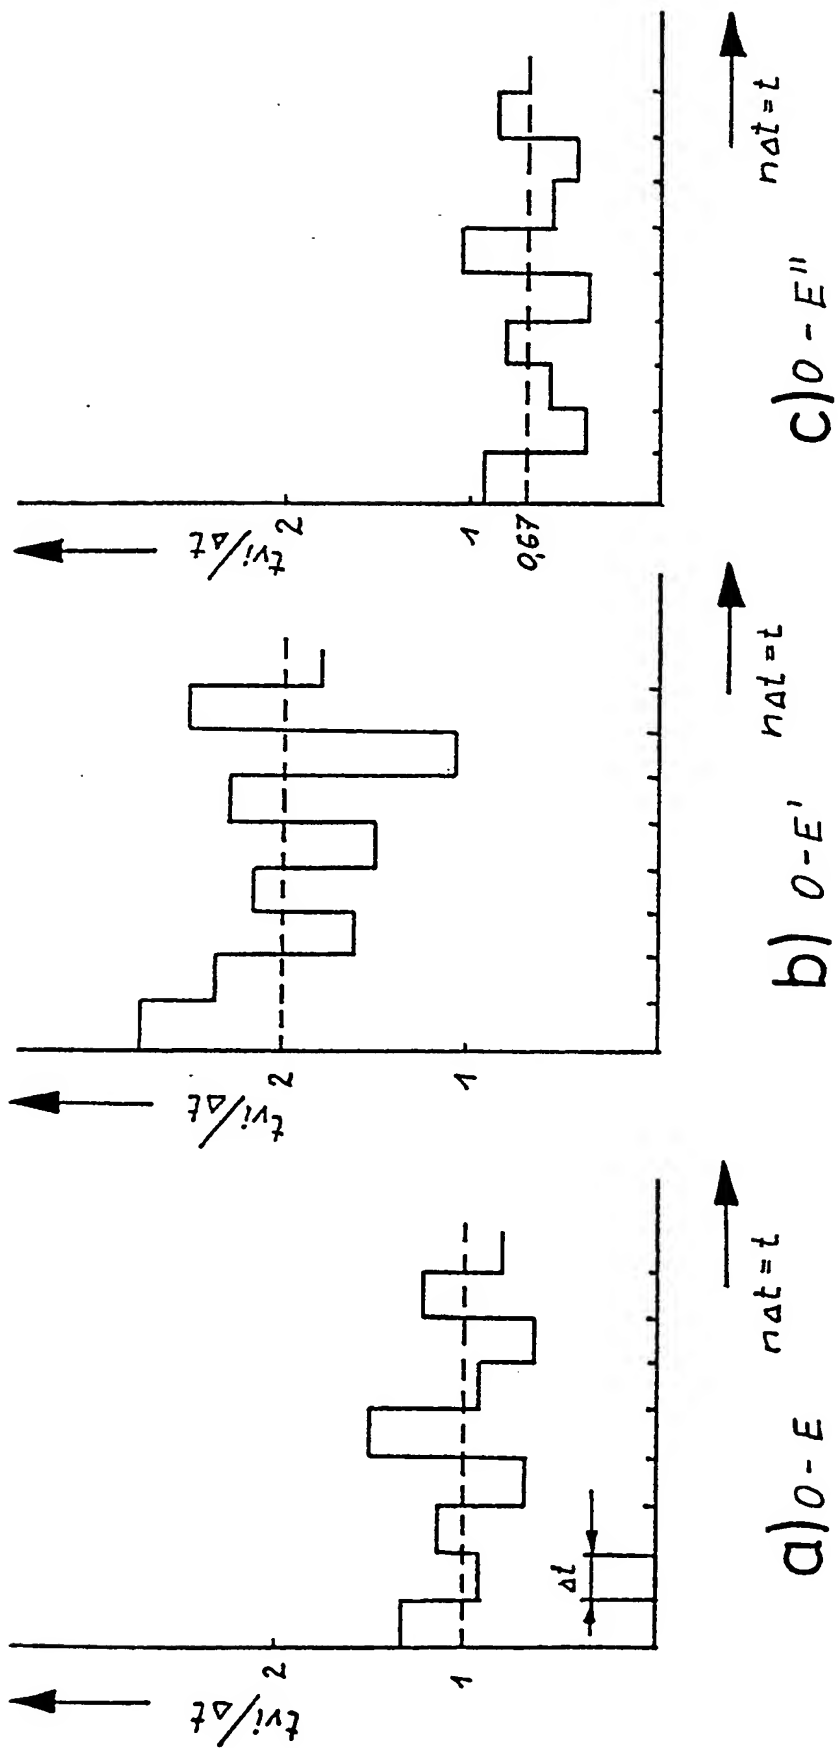 tvi/Δt
2
1
Δt
nΔt=t
a) O - E
tvi/Δt
2
1
nΔt=t
b) O - E'
tvi/Δt
2
1
0,67
nΔt=t
c) O - E''